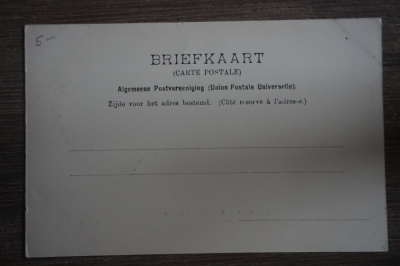 5-
BRIEFKAART
(CARTE POSTALE)
Algemeene Postvereeniging (Union Postale Universelle).
Zijde voor het adres bestemd. (Côté réservé à l'adresse.)